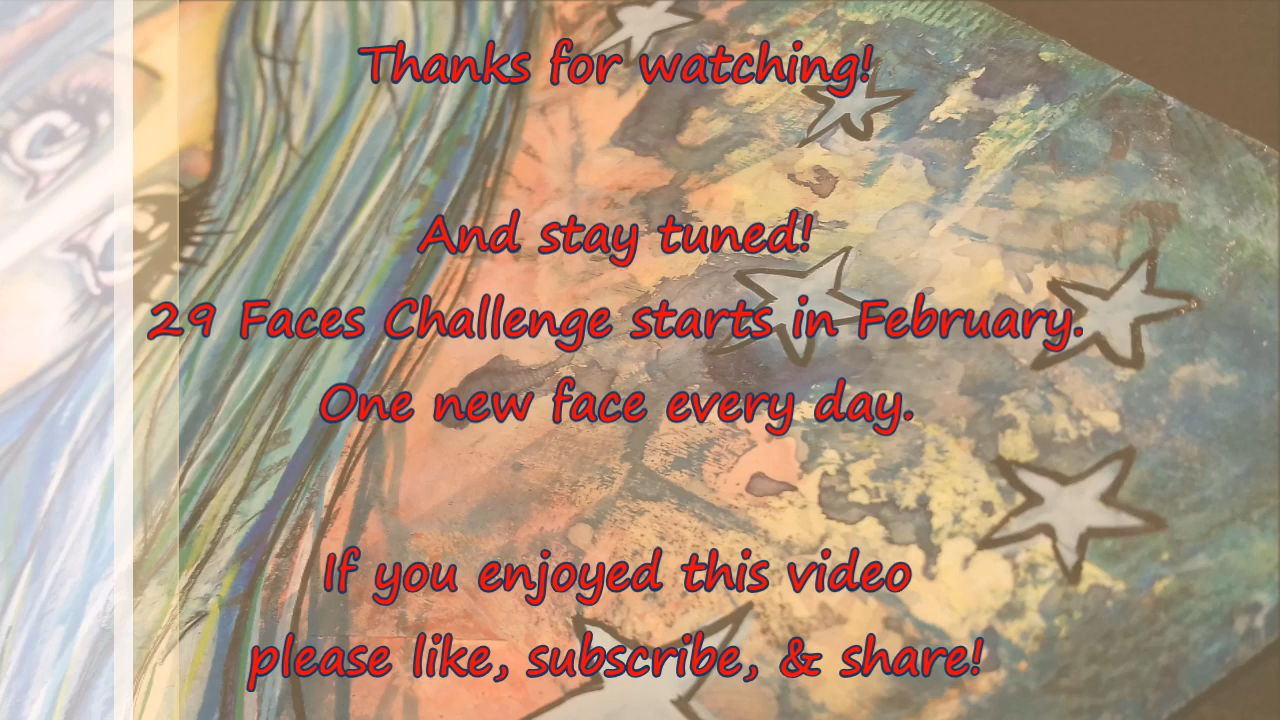 Thanks for watching!
And stay tuned!
29 Faces Challenge starts in February.
One new face every day.
If you enjoyed this video
please like, subscribe, & share!